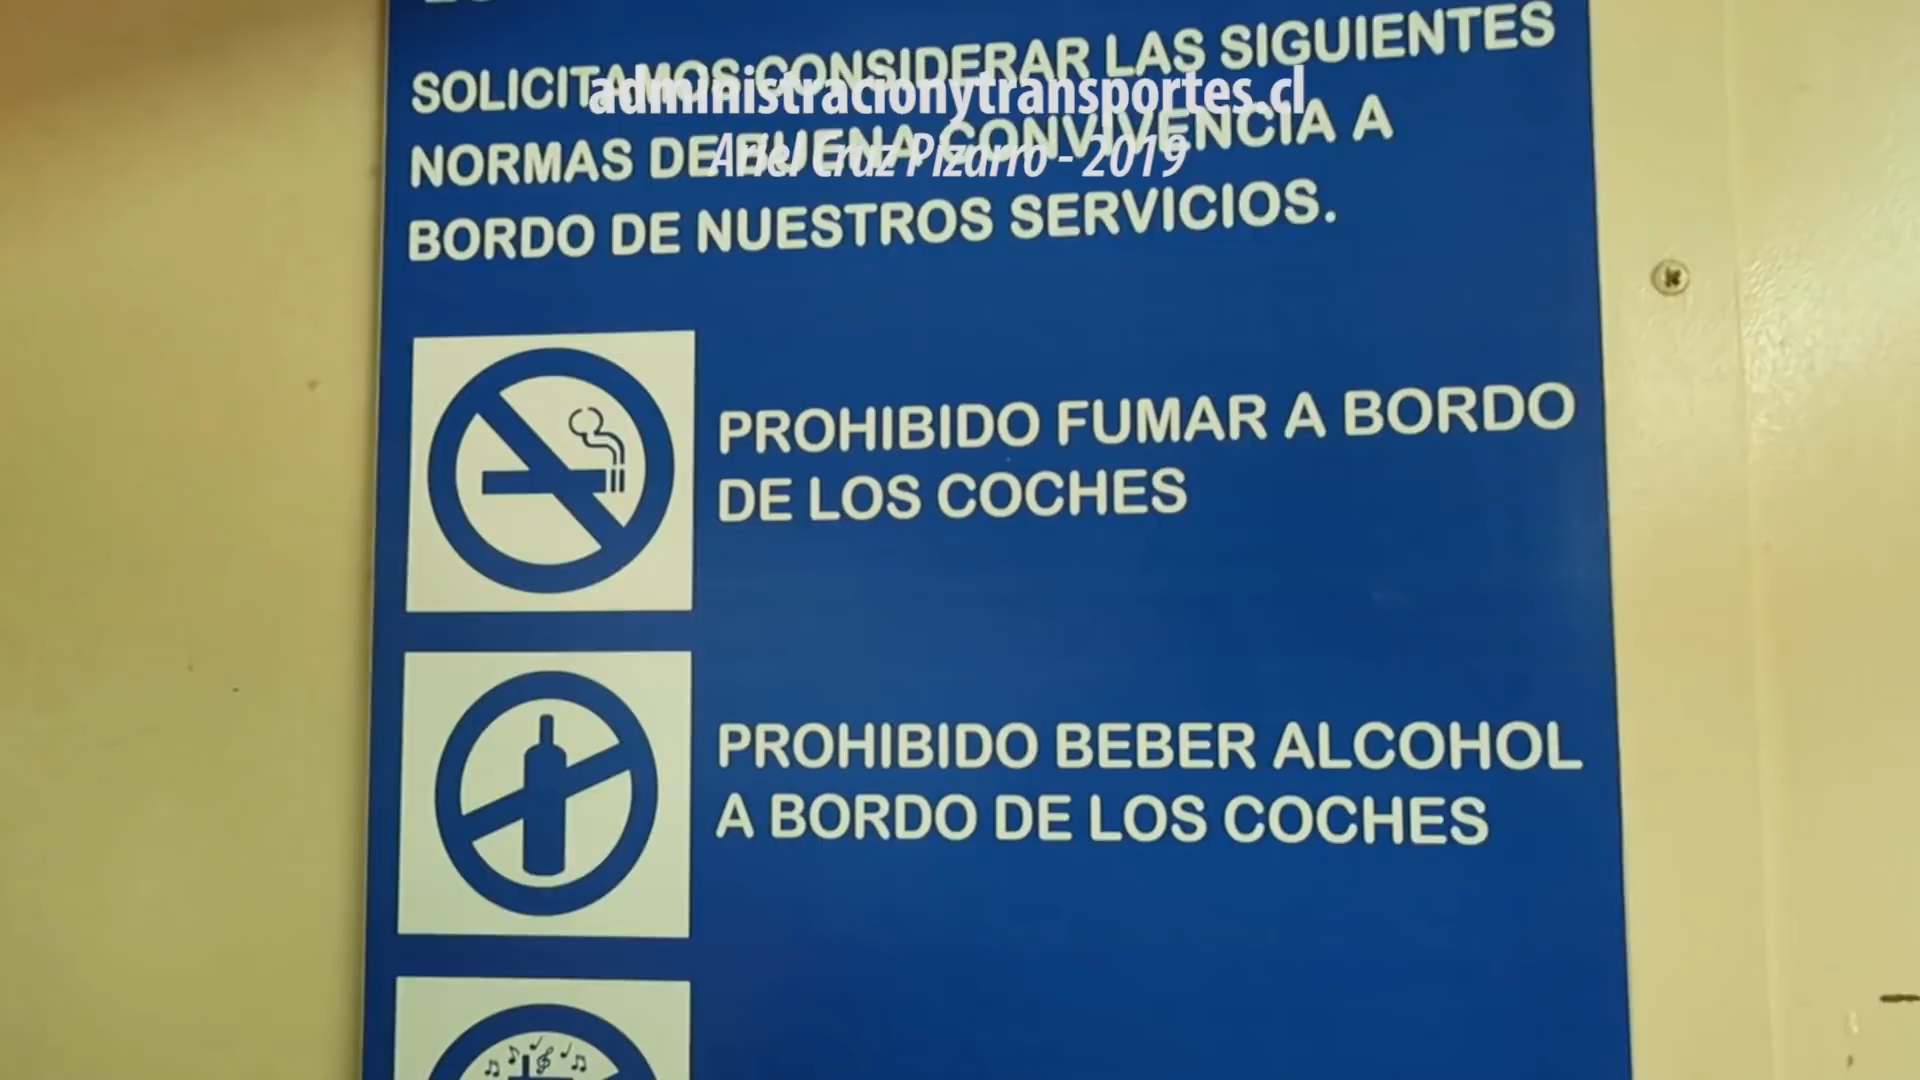 SOLICITAMOS CONSIDERAR LAS SIGUIENTES
administracionytransportes.cl
NORMAS DE BUENA CONVIVENCIA A
Ariel Cruz Pizarro - 2019
BORDO DE NUESTROS SERVICIOS.
PROHIBIDO FUMAR A BORDO
DE LOS COCHES
PROHIBIDO BEBER ALCOHOL
A BORDO DE LOS COCHES